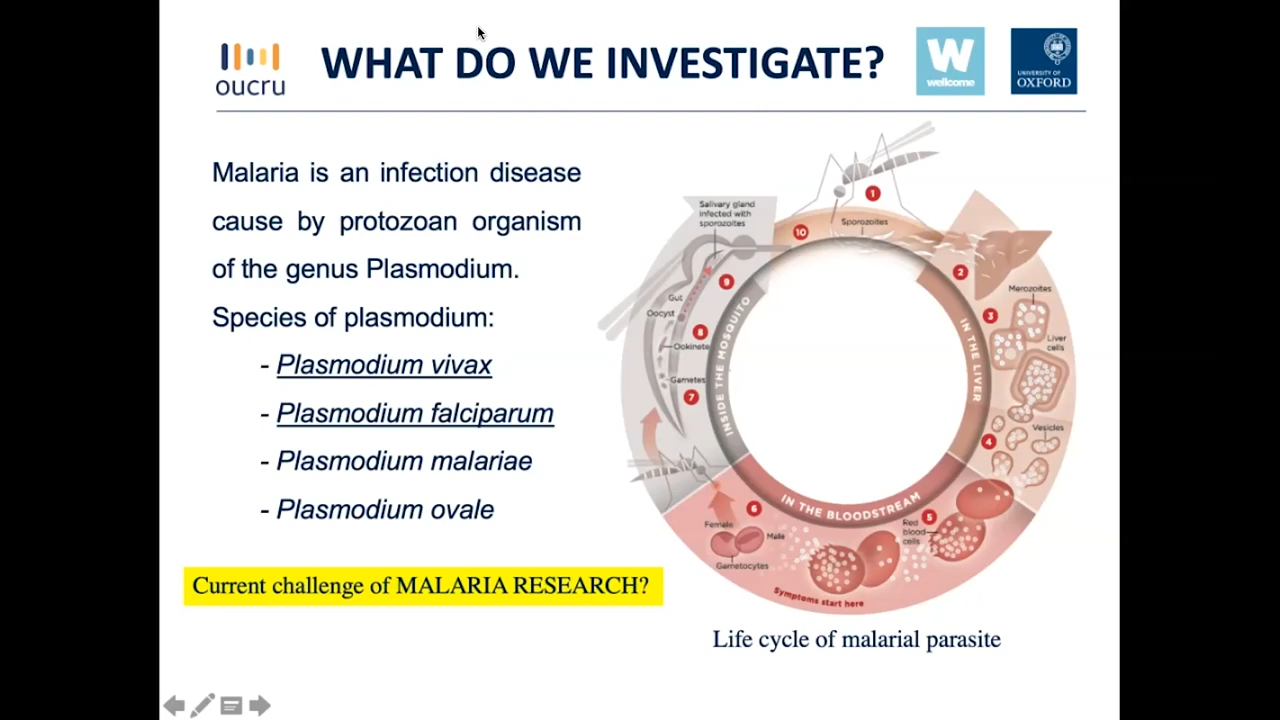 oucru
WHAT DO WE INVESTIGATE?
W
wellcome
UNIVERSITY OF
OXFORD
Malaria is an infection disease
cause by protozoan organism
of the genus Plasmodium.
Species of plasmodium:
- Plasmodium vivax
- Plasmodium falciparum
- Plasmodium malariae
- Plasmodium ovale
Current challenge of MALARIA RESEARCH?
1
Sporozoites
10
Salivary gland
infected with
sporozoites
2
Merozoites
3
Liver
cells
IN THE LIVER
Vesicles
4
5
Red
blood
cells
IN THE BLOODSTREAM
Symptoms start here
6
Female
Male
Gametocytes
7
Gametes
Ookinete
8
Oocyst
Gut
9
INSIDE THE MOSQUITO
Life cycle of malarial parasite